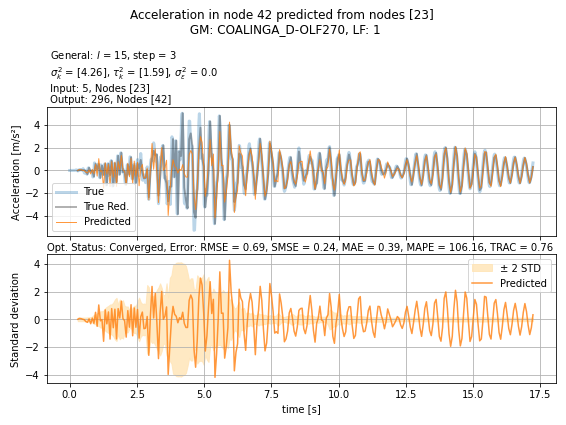 Acceleration in node 42 predicted from nodes [23]
GM: COALINGA_D-OLF270, LF: 1
General: l = 15, step = 3
σ²ₖ = [4.26], τ²ₖ = [1.59], σ²ε = 0.0
Input: 5, Nodes [23]
Output: 296, Nodes [42]
Acceleration [m/s²]
4
2
0
−2
−4
True
True Red.
Predicted
Opt. Status: Converged, Error: RMSE = 0.69, SMSE = 0.24, MAE = 0.39, MAPE = 106.16, TRAC = 0.76
Standard deviation
4
2
0
−2
−4
± 2 STD
Predicted
0.0 2.5 5.0 7.5 10.0 12.5 15.0 17.5
time [s]